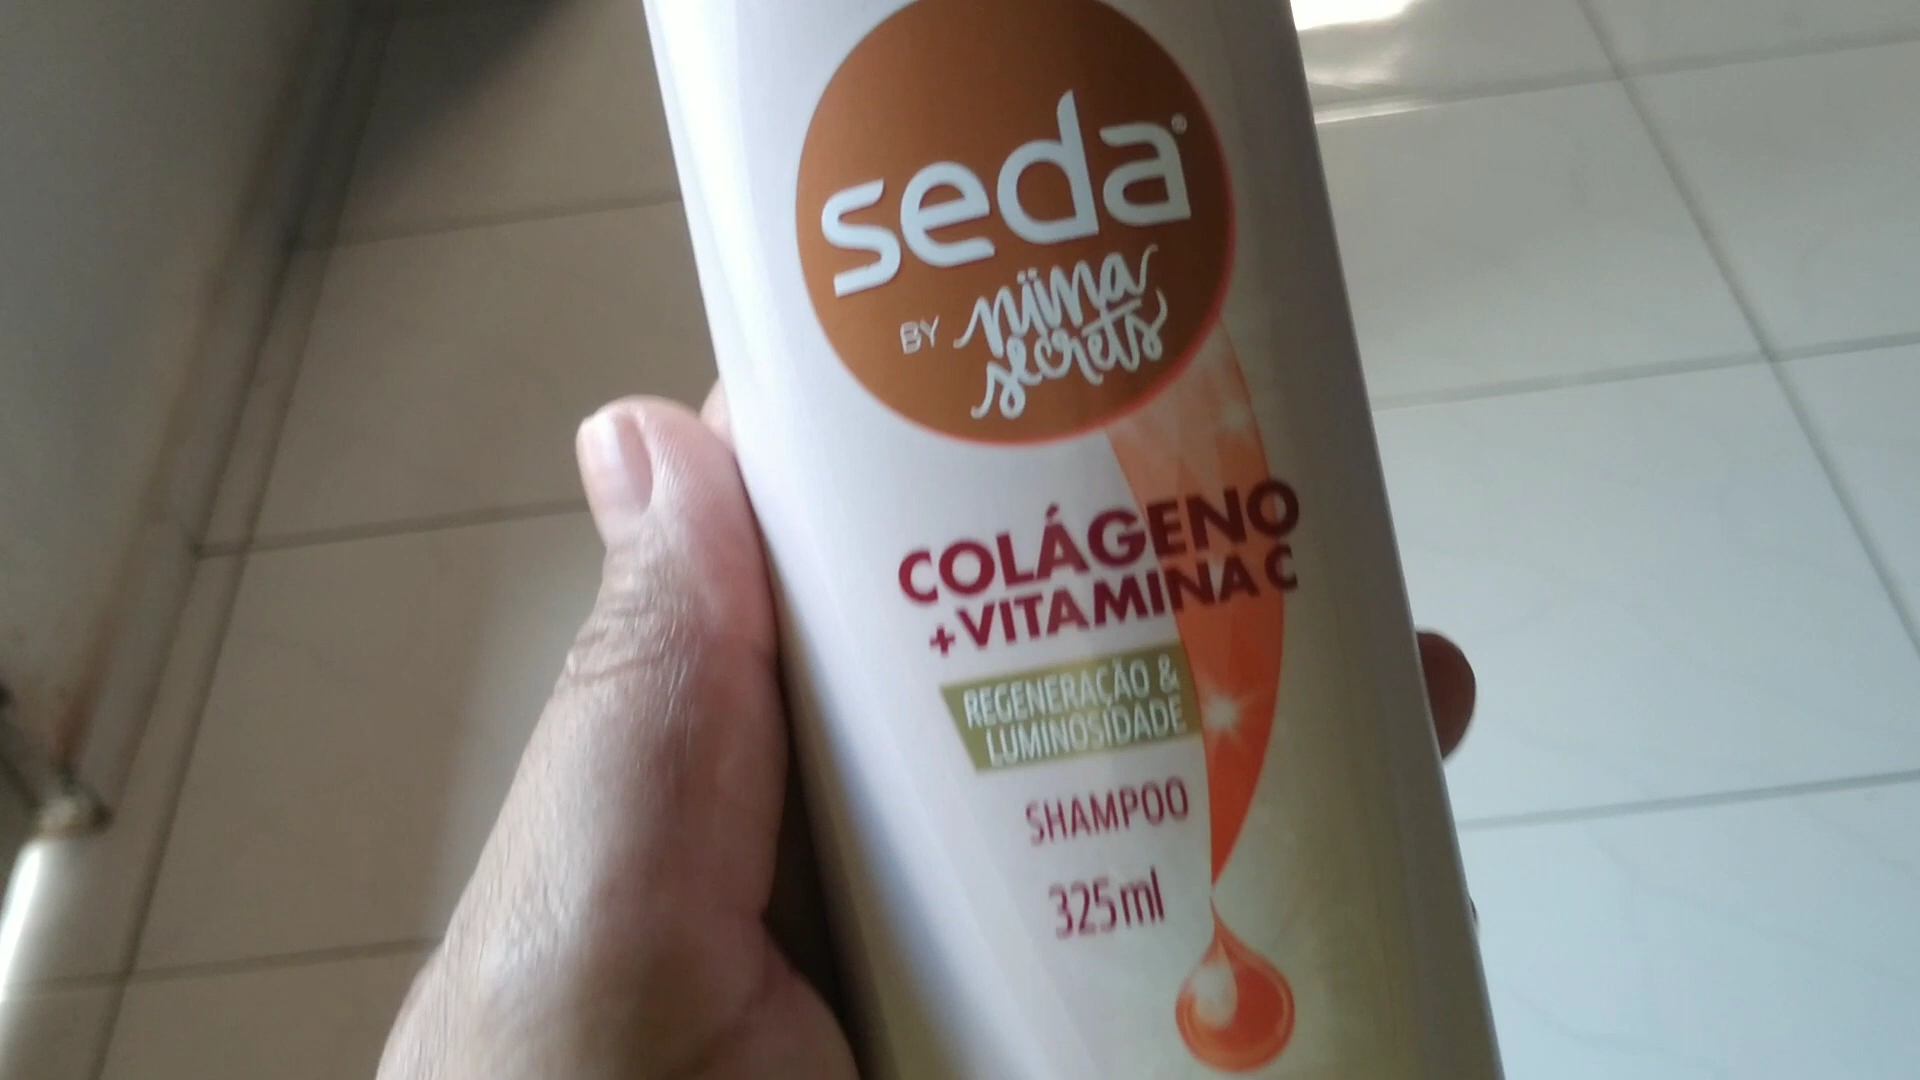 seda®
BY niina
secrets
COLÁGENO
+VITAMINA C
REGENERAÇÃO &
LUMINOSIDADE
SHAMPOO
325ml